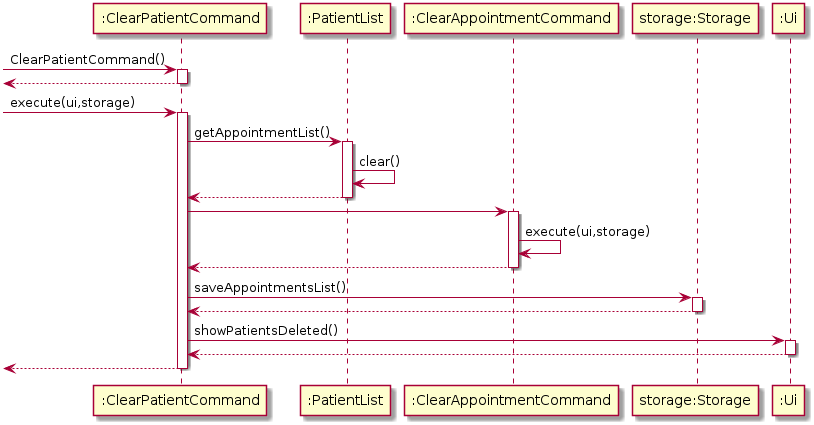 :ClearPatientCommand :PatientList :ClearAppointmentCommand storage:Storage :Ui
ClearPatientCommand()
execute(ui,storage)
getAppointmentList()
clear()
execute(ui,storage)
saveAppointmentsList()
showPatientsDeleted()
:ClearPatientCommand :PatientList :ClearAppointmentCommand storage:Storage :Ui